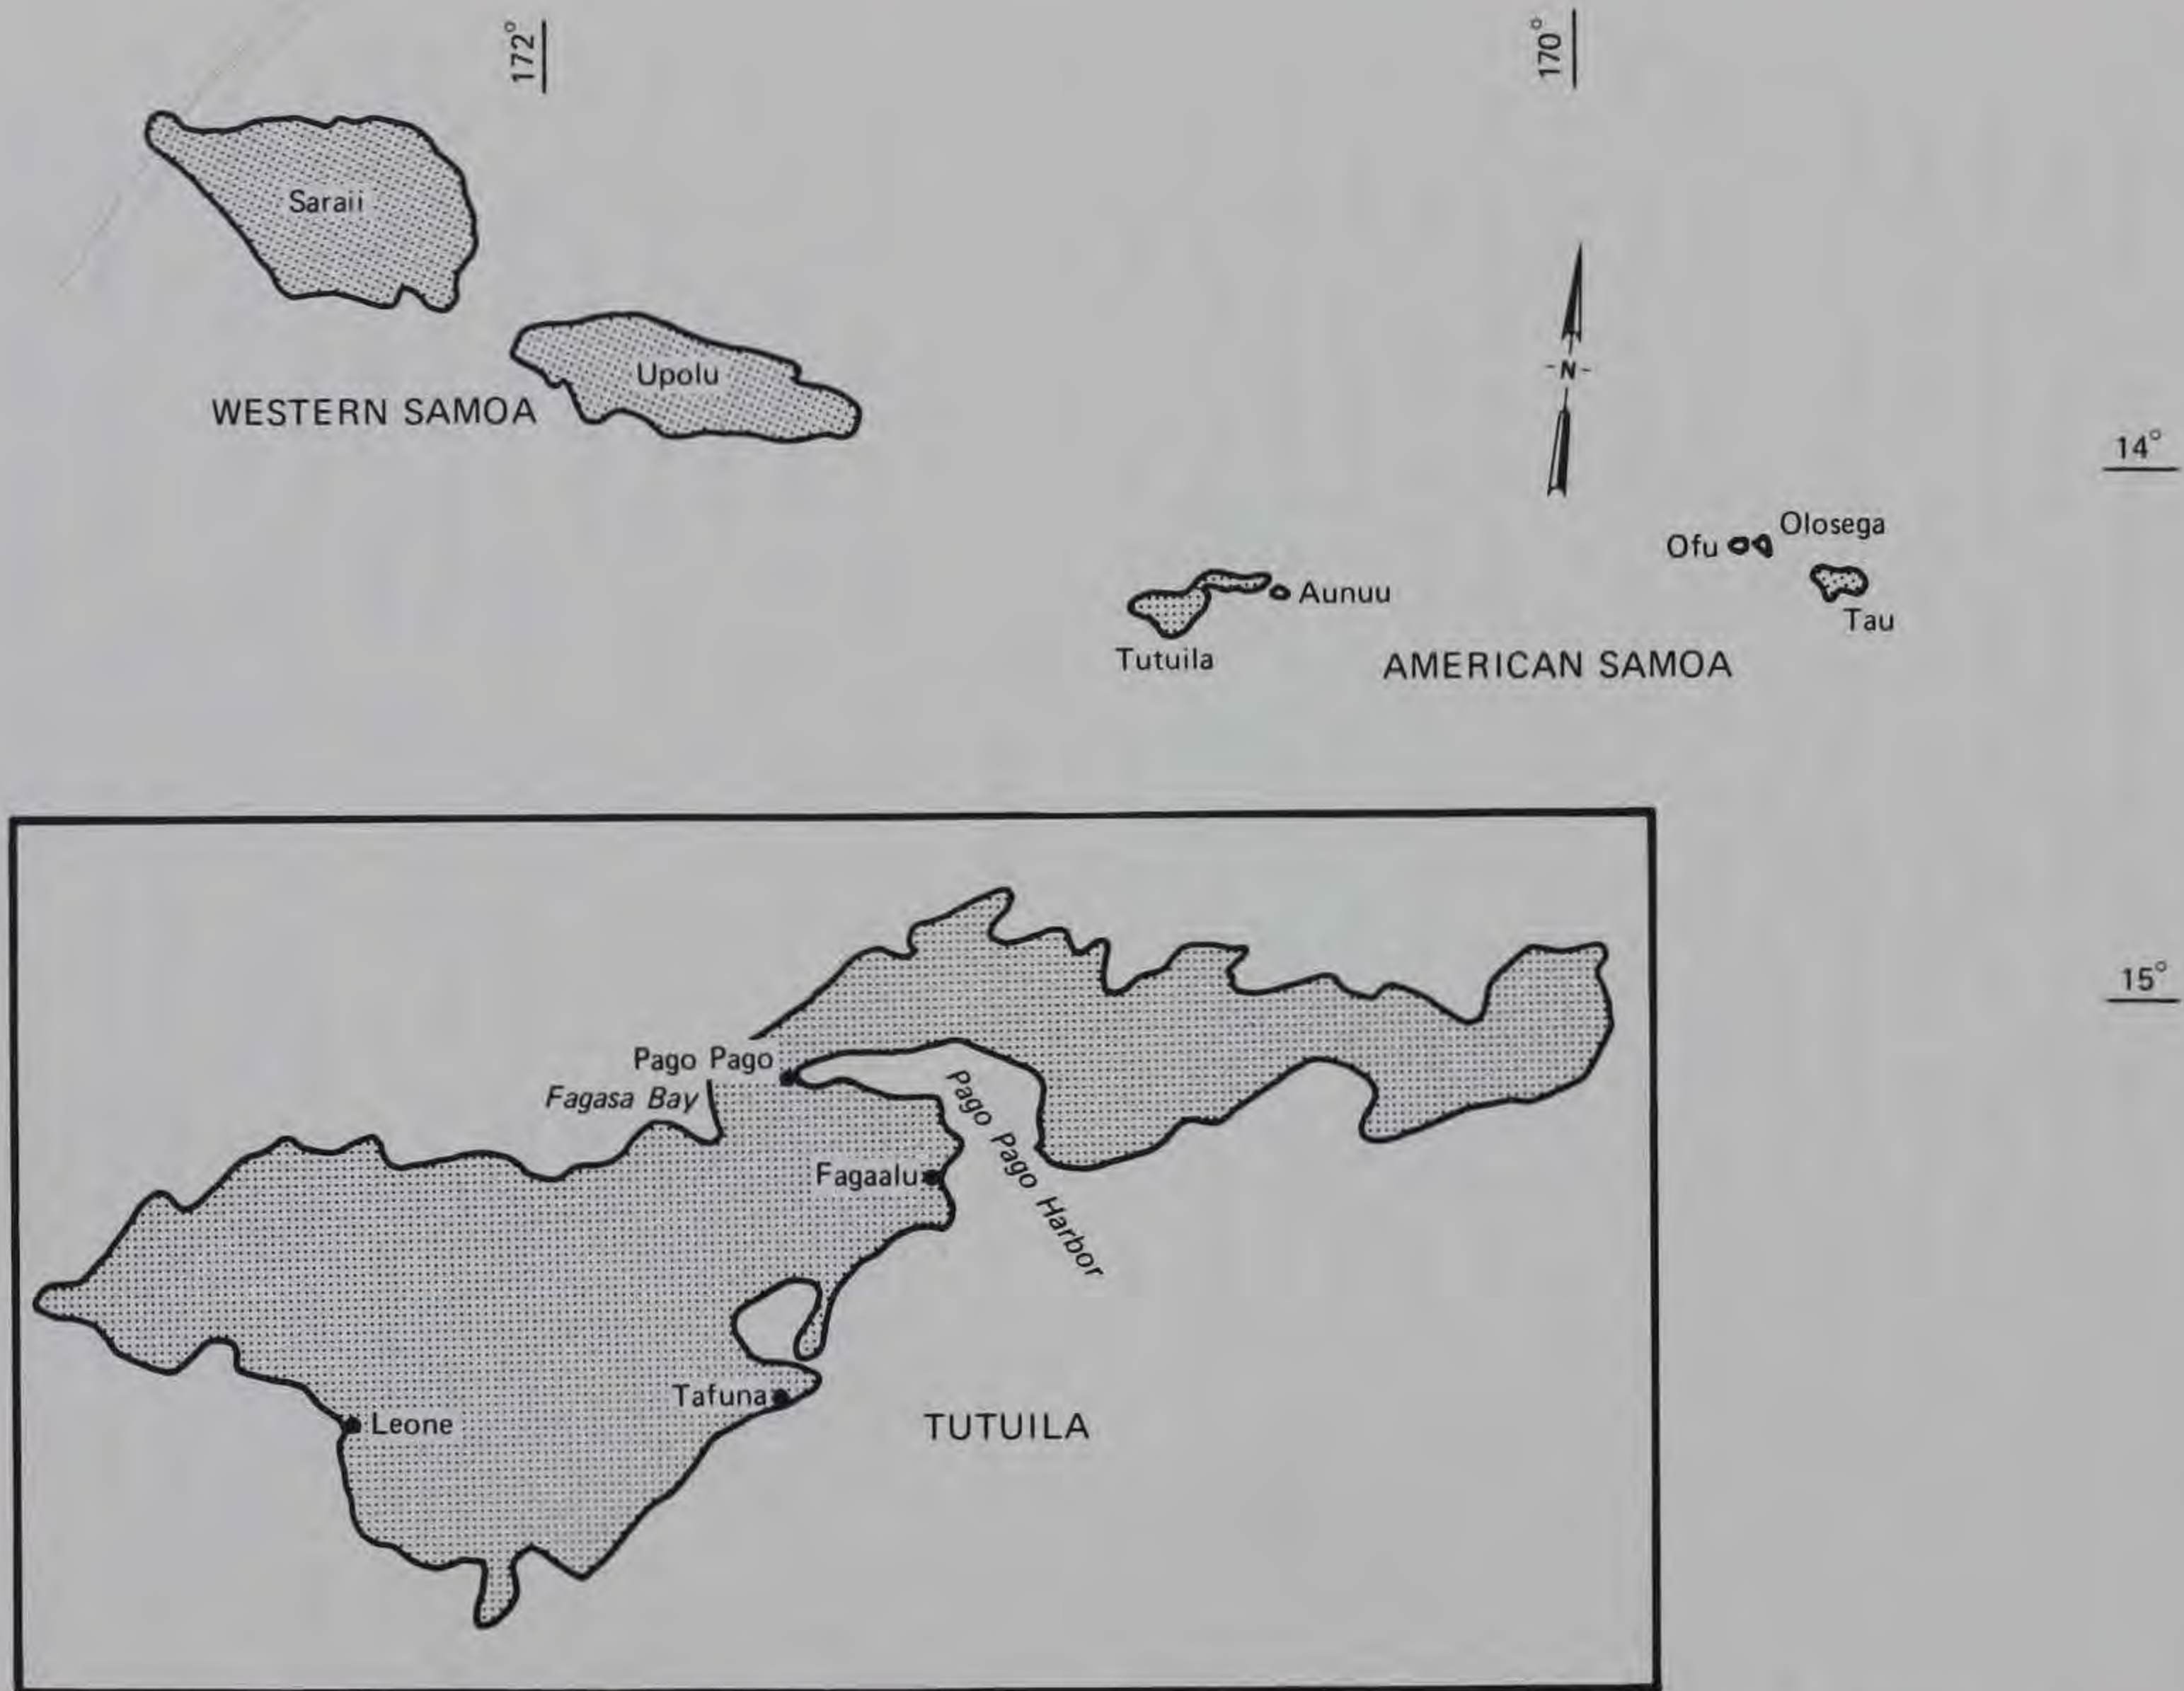 172°
170°
Saraii
Upolu
WESTERN SAMOA
-N-
14°
Olosega
Ofu
Aunuu
Tau
Tutuila
AMERICAN SAMOA
15°
Pago Pago
Fagasa Bay
Pago Pago Harbor
Fagaalu
Tafuna
Leone
TUTUILA